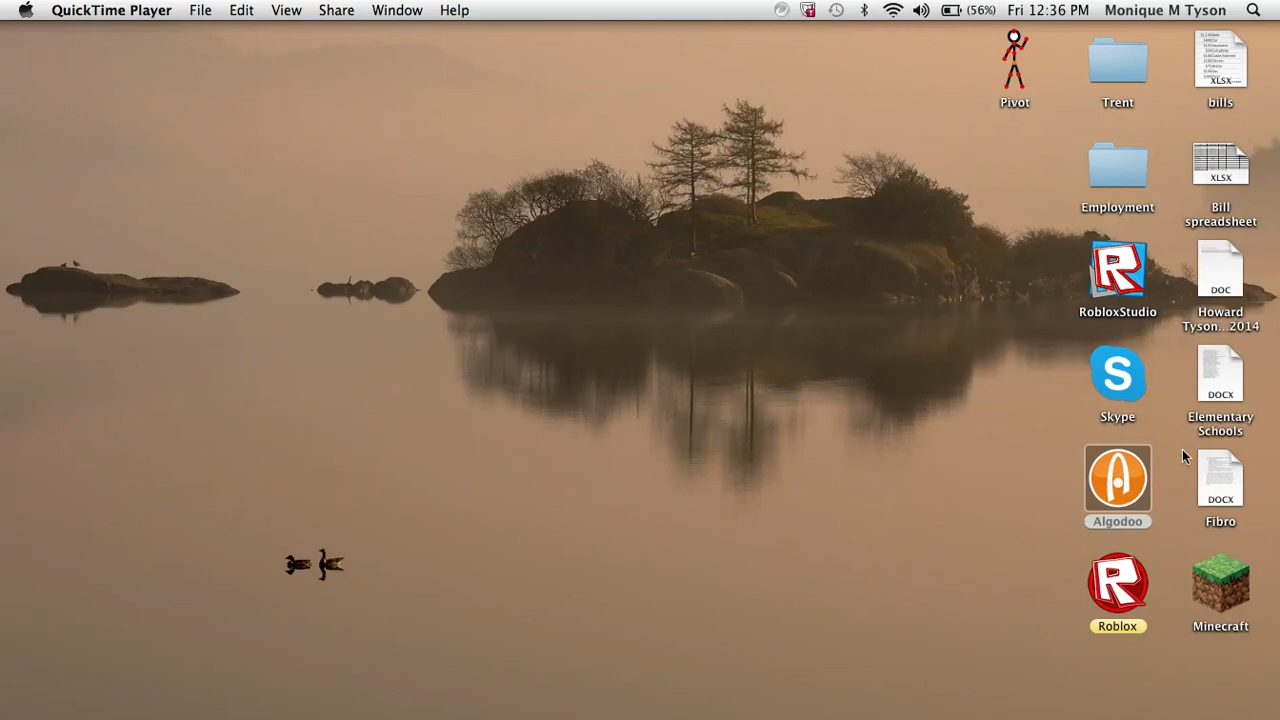 QuickTime Player File Edit View Share Window Help (56%) Fri 12:36 PM Monique M Tyson
Pivot
Trent
XLSX
bills
Employment
XLSX
Bill
spreadsheet
R
RobloxStudio
DOC
Howard
Tyson...2014
S
Skype
DOCX
Elementary
Schools
Algodoo
DOCX
Fibro
R
Roblox
Minecraft